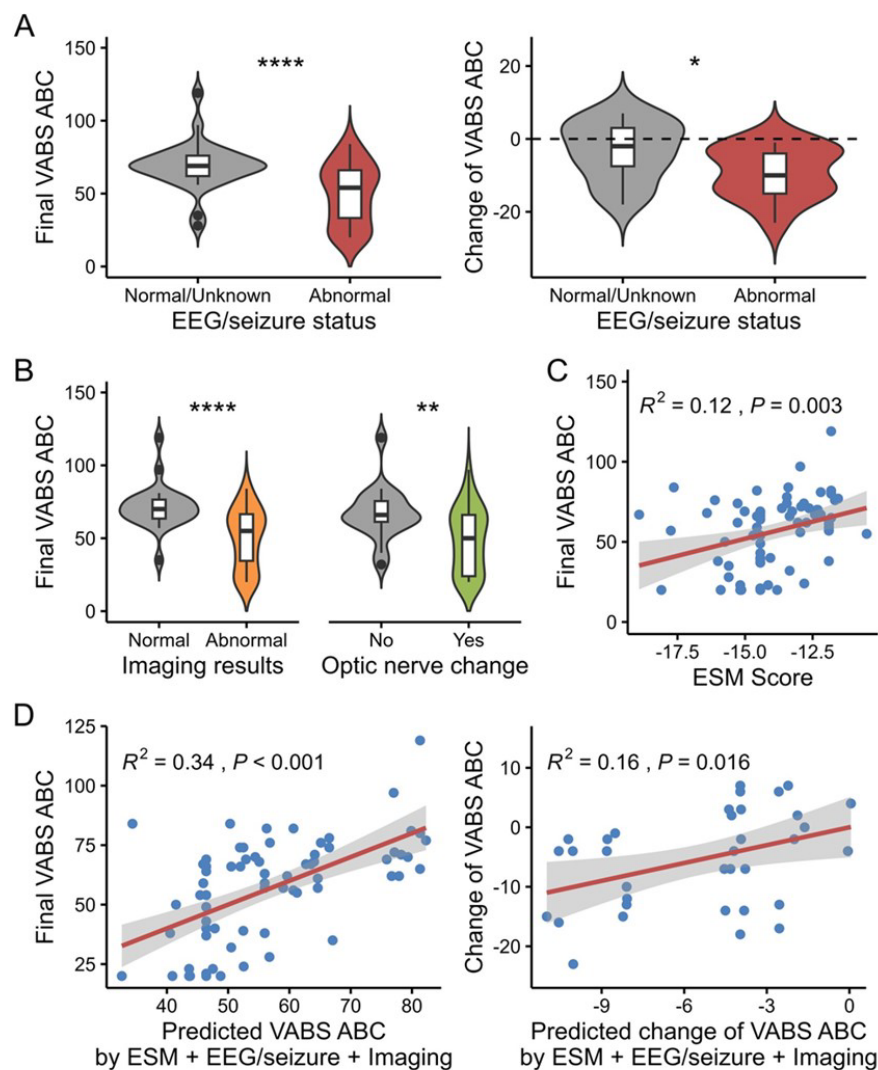 A
Final VABS ABC
150
100
50
0
****
Normal/Unknown Abnormal
EEG/seizure status
Change of VABS ABC
20
0
-20
*
Normal/Unknown Abnormal
EEG/seizure status
B
Final VABS ABC
150
100
50
0
****
Normal Abnormal
Imaging results
**
No Yes
Optic nerve change
C
Final VABS ABC
150
100
50
0
R² = 0.12 , P = 0.003
-17.5 -15.0 -12.5
ESM Score
D
Final VABS ABC
125
100
75
50
25
R² = 0.34 , P < 0.001
40 50 60 70 80
Predicted VABS ABC
by ESM + EEG/seizure + Imaging
Change of VABS ABC
10
0
-10
-20
R² = 0.16 , P = 0.016
-9 -6 -3 0
Predicted change of VABS ABC
by ESM + EEG/seizure + Imaging